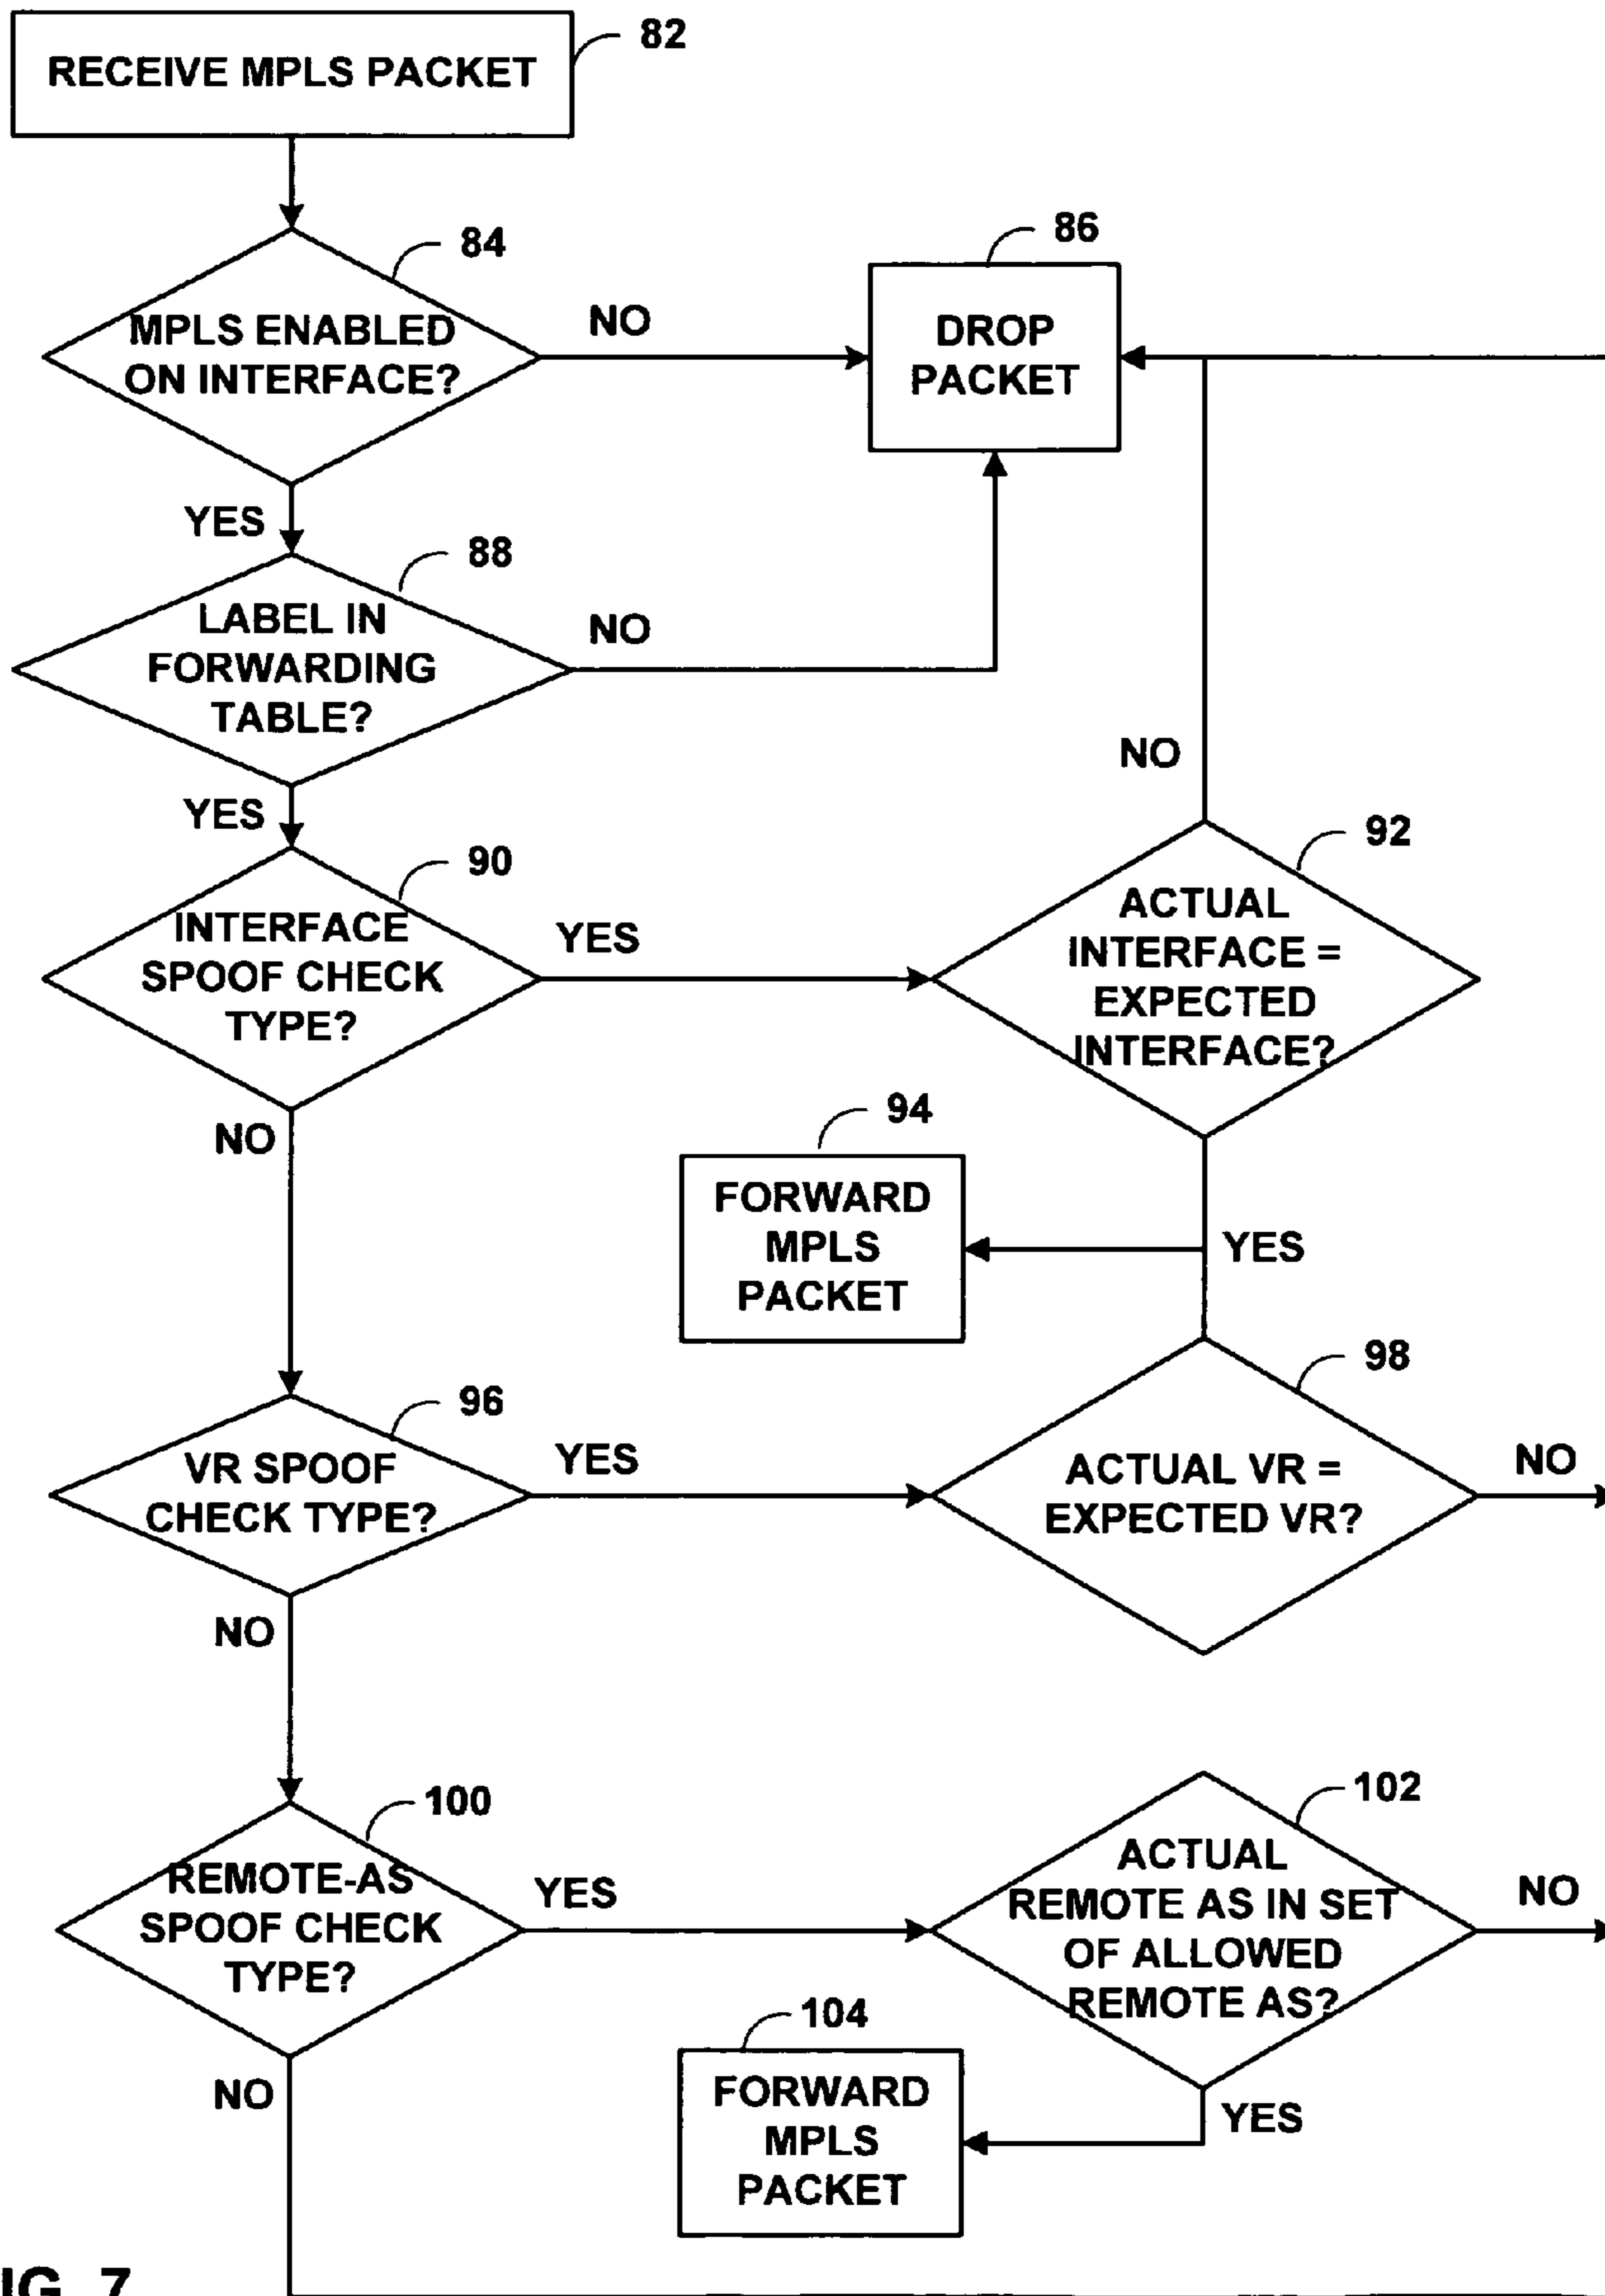 RECEIVE MPLS PACKET
82
84
MPLS ENABLED
ON INTERFACE?
NO
86
DROP
PACKET
YES
88
LABEL IN
FORWARDING
TABLE?
NO
YES
90
INTERFACE
SPOOF CHECK
TYPE?
YES
NO
92
ACTUAL
INTERFACE =
EXPECTED
INTERFACE?
NO
94
FORWARD
MPLS
PACKET
YES
96
VR SPOOF
CHECK TYPE?
YES
98
ACTUAL VR =
EXPECTED VR?
NO
NO
100
REMOTE-AS
SPOOF CHECK
TYPE?
YES
102
ACTUAL
REMOTE AS IN SET
OF ALLOWED
REMOTE AS?
NO
NO
104
FORWARD
MPLS
PACKET
YES
IG. 7